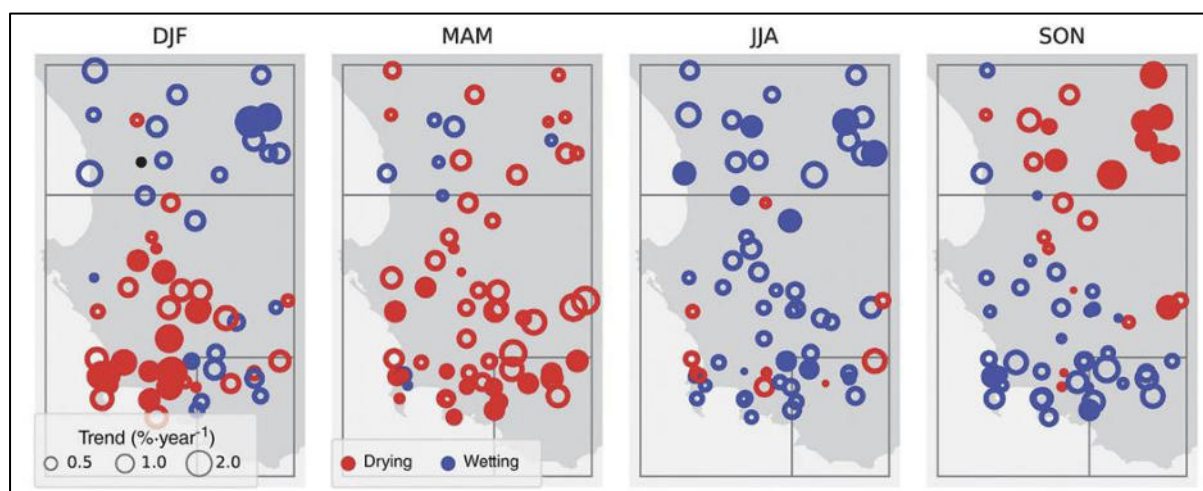 DJF MAM JJA SON
Trend (%·year⁻¹)
0.5 1.0 2.0
Drying Wetting